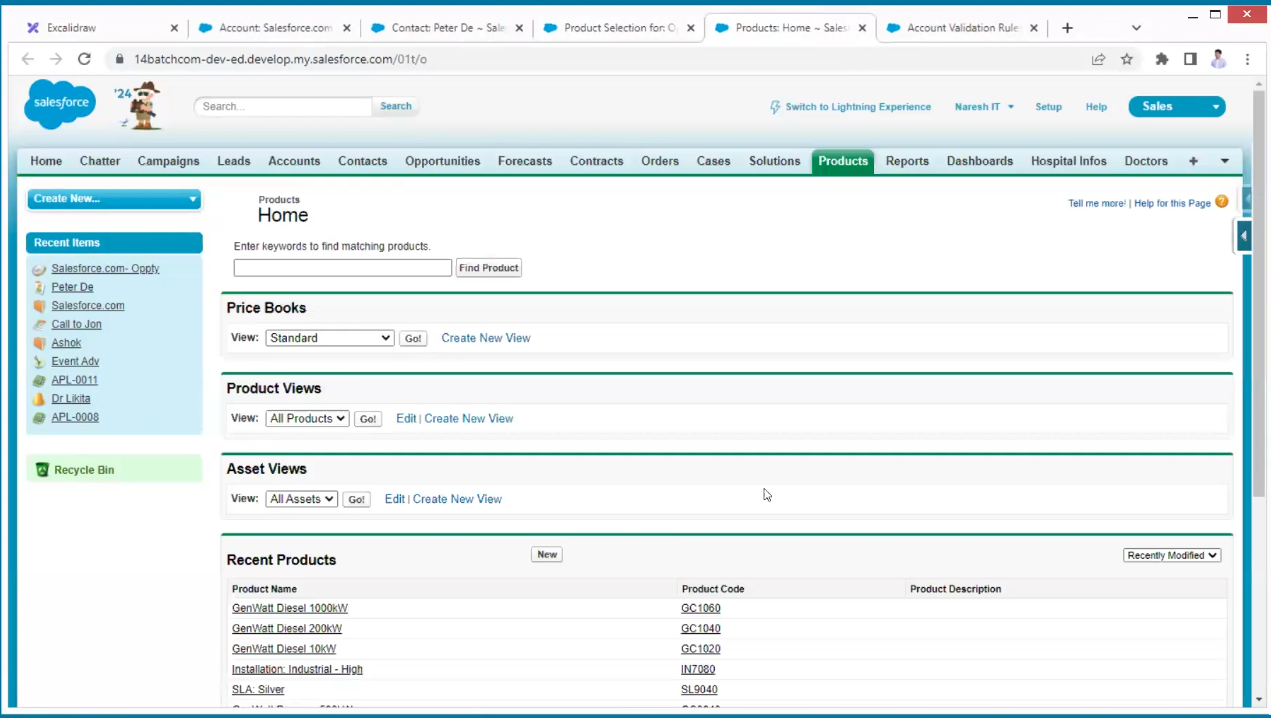 Excalidraw
Account: Salesforce.com
Contact: Peter De ~ Sale
Product Selection for: O
Products: Home ~ Sales
Account Validation Rule
14batchcom-dev-ed.develop.my.salesforce.com/01t/o
salesforce
'24
Search...
Search
Switch to Lightning Experience
Naresh IT
Setup
Help
Sales
Home
Chatter
Campaigns
Leads
Accounts
Contacts
Opportunities
Forecasts
Contracts
Orders
Cases
Solutions
Products
Reports
Dashboards
Hospital Infos
Doctors
+
Create New...
Recent Items
Salesforce.com- Oppty
Peter De
Salesforce.com
Call to Jon
Ashok
Event Adv
APL-0011
Dr Likita
APL-0008
Recycle Bin
Products
Home
Tell me more! | Help for this Page ?
Enter keywords to find matching products.
Find Product
Price Books
View: Standard Go! Create New View
Product Views
View: All Products Go! Edit | Create New View
Asset Views
View: All Assets Go! Edit | Create New View
Recent Products New Recently Modified
Product Name Product Code Product Description
GenWatt Diesel 1000kW GC1060
GenWatt Diesel 200kW GC1040
GenWatt Diesel 10kW GC1020
Installation: Industrial - High IN7080
SLA: Silver SL9040